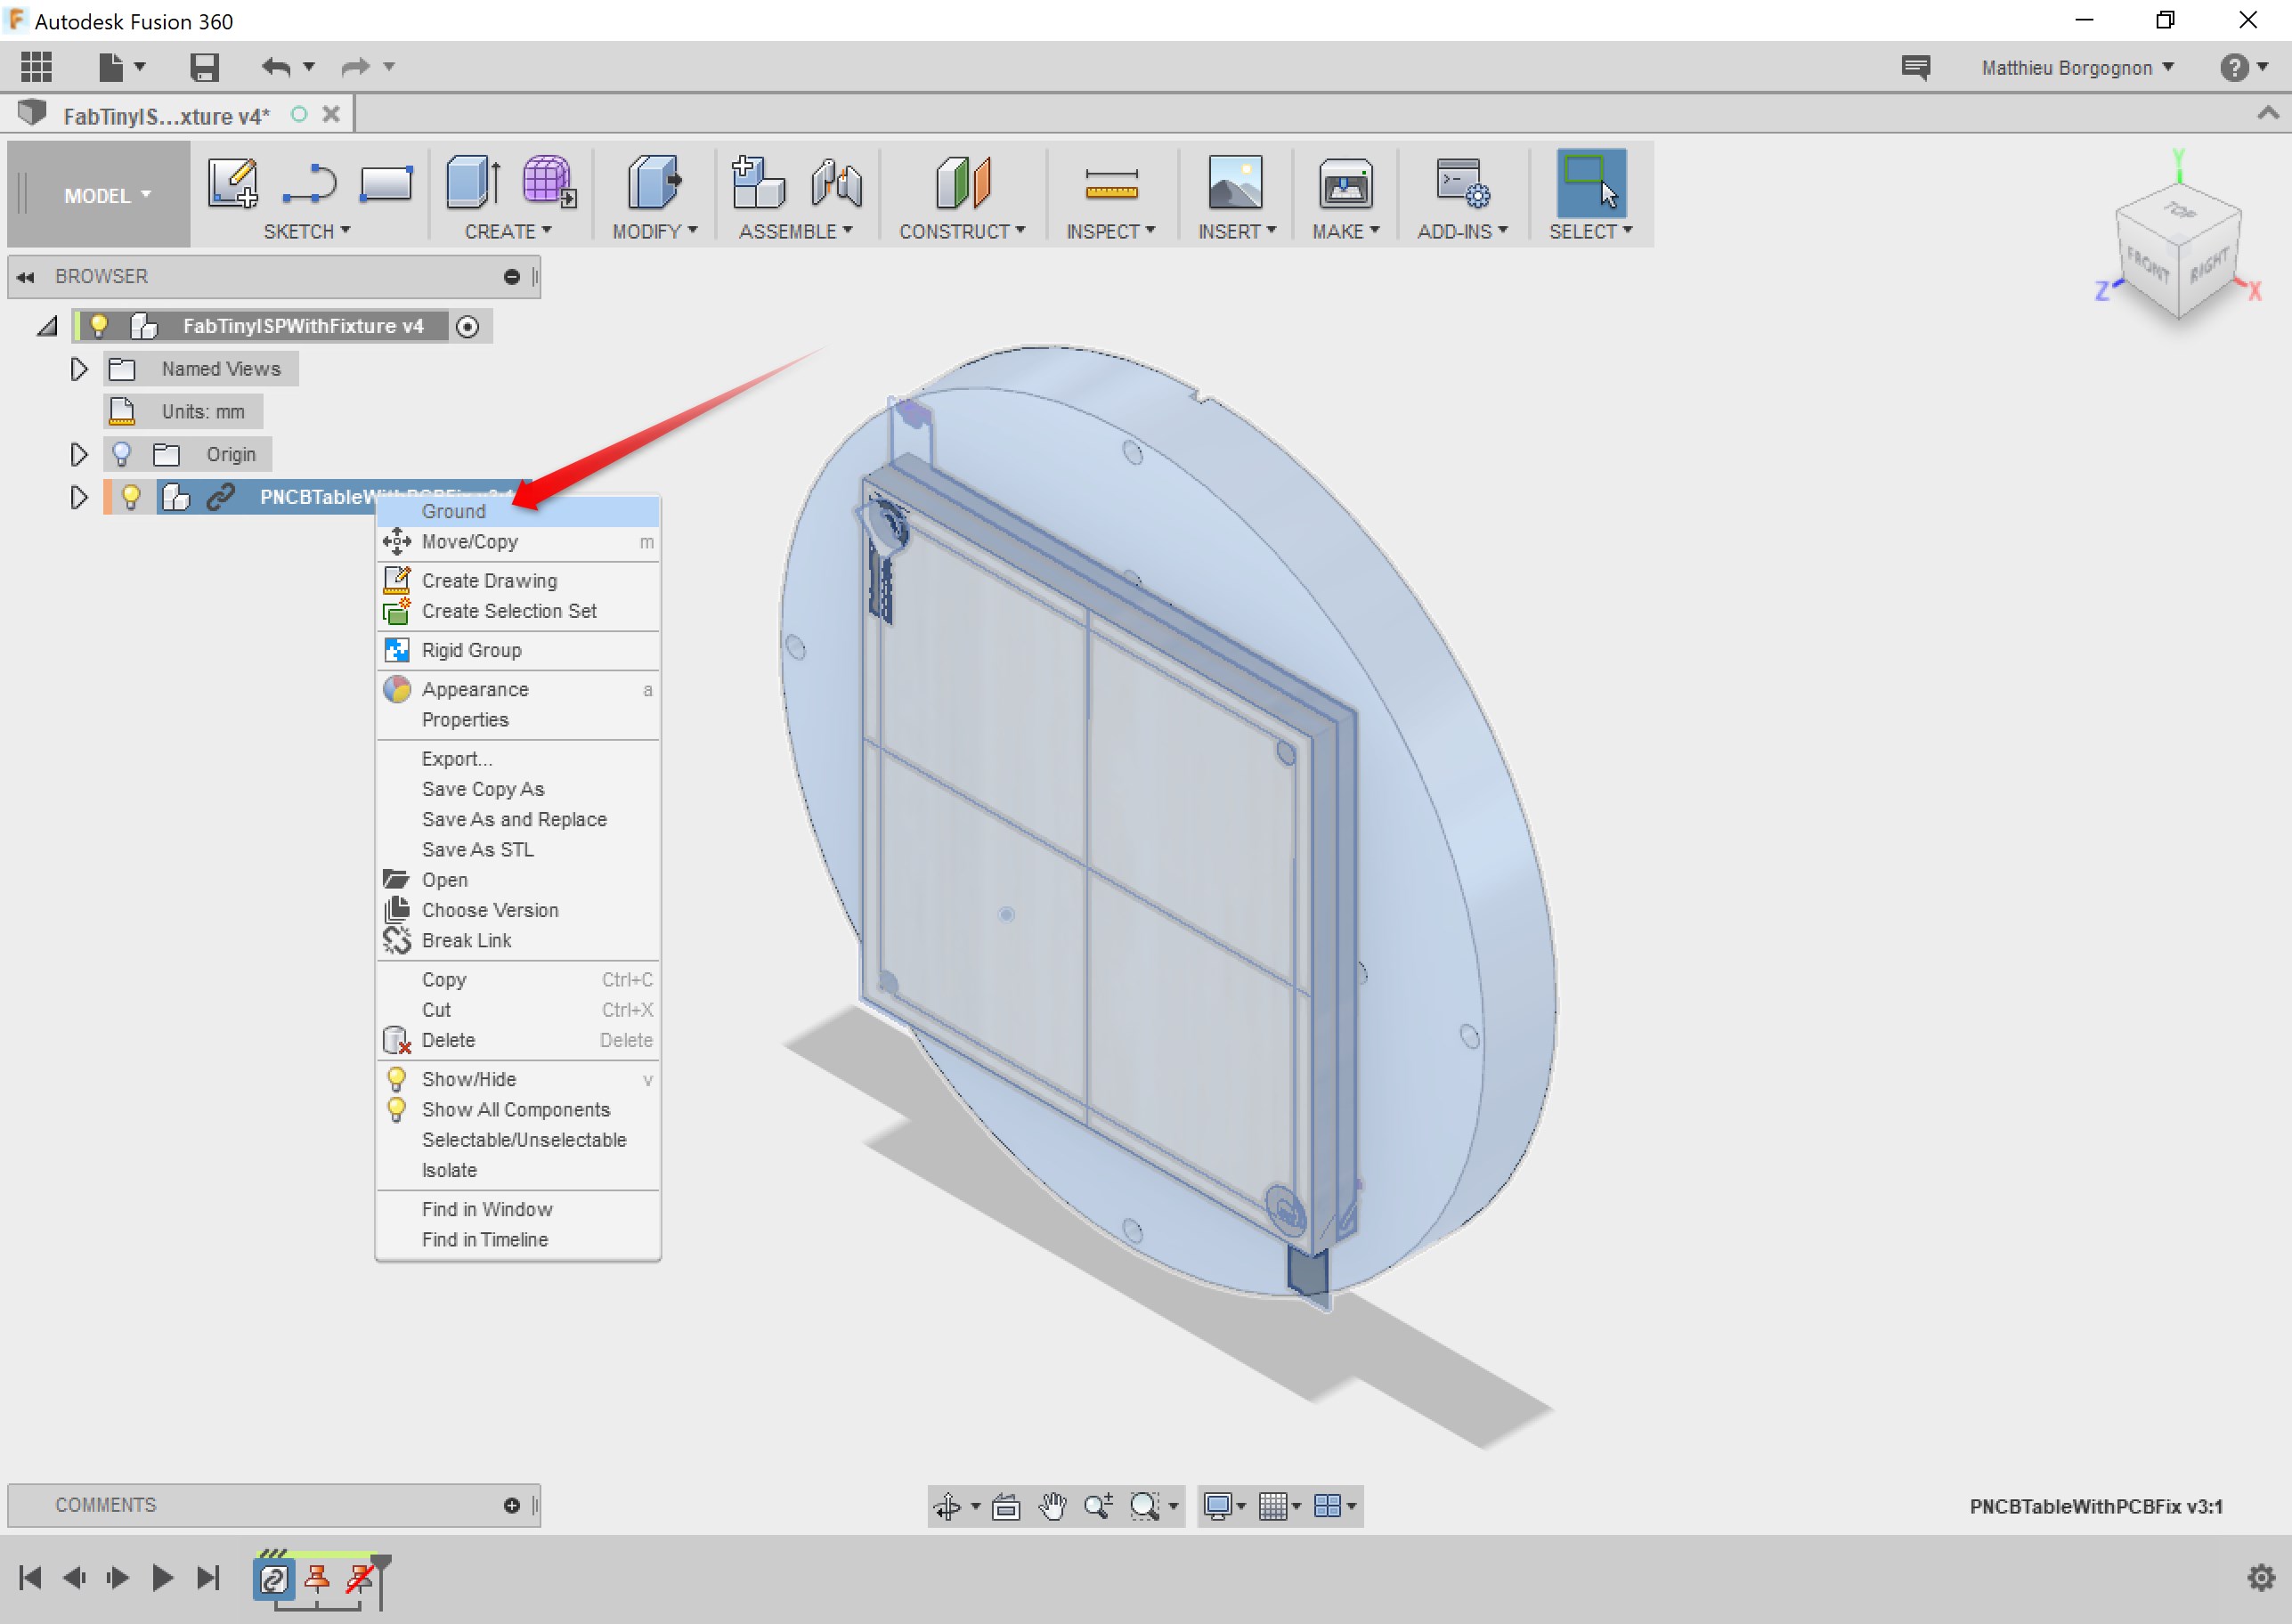 Autodesk Fusion 360
Matthieu Borgognon
FabTinyIS...xture v4*
MODEL
SKETCH
CREATE
MODIFY
ASSEMBLE
CONSTRUCT
INSPECT
INSERT
MAKE
ADD-INS
SELECT
Y
TOP
FRONT
RIGHT
Z
X
BROWSER
FabTinyISPWithFixture v4
Named Views
Units: mm
Origin
PNCBTableWithPCBFix v3:1
Ground
Move/Copy m
Create Drawing
Create Selection Set
Rigid Group
Appearance a
Properties
Export...
Save Copy As
Save As and Replace
Save As STL
Open
Choose Version
Break Link
Copy Ctrl+C
Cut Ctrl+X
Delete Delete
Show/Hide v
Show All Components
Selectable/Unselectable
Isolate
Find in Window
Find in Timeline
COMMENTS
PNCBTableWithPCBFix v3:1